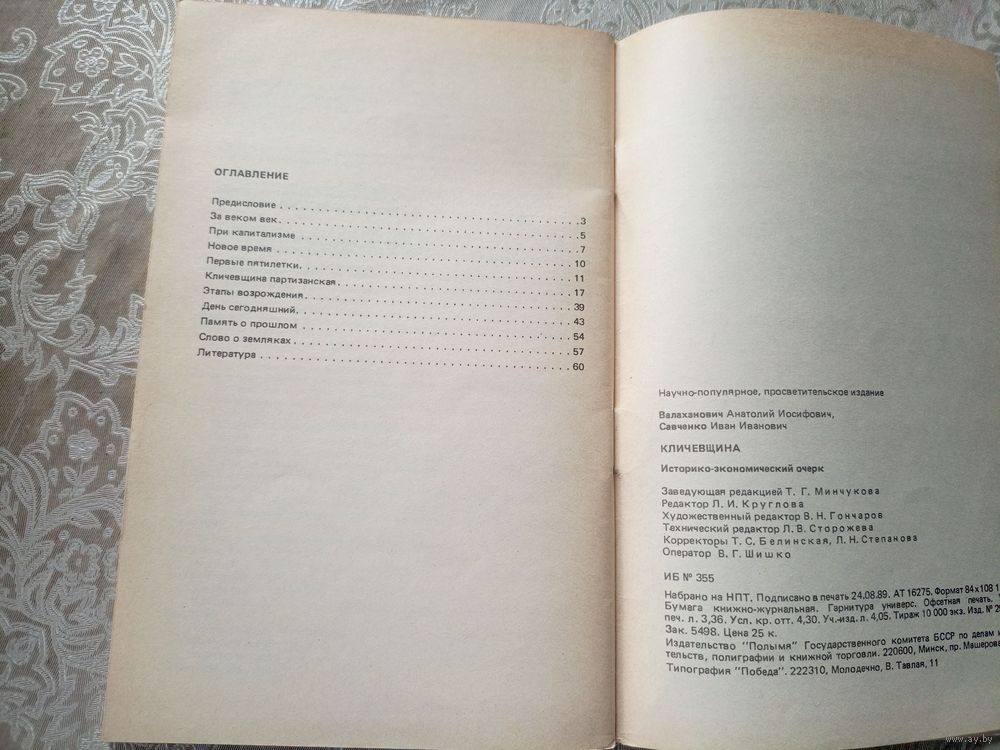 ОГЛАВЛЕНИЕ
Предисловие . . . . . . . . . . . . . . . . . . . . . . . . . . . . . . 3
За веком век. . . . . . . . . . . . . . . . . . . . . . . . . . . . . . 5
При капитализме . . . . . . . . . . . . . . . . . . . . . . . . . . . . 7
Новое время . . . . . . . . . . . . . . . . . . . . . . . . . . . . . . 10
Первые пятилетки. . . . . . . . . . . . . . . . . . . . . . . . . . . . 11
Кличевщина партизанская. . . . . . . . . . . . . . . . . . . . . . . . 17
Этапы возрождения. . . . . . . . . . . . . . . . . . . . . . . . . . . 39
День сегодняшний. . . . . . . . . . . . . . . . . . . . . . . . . . . . 43
Память о прошлом . . . . . . . . . . . . . . . . . . . . . . . . . . . 54
Слово о земляках. . . . . . . . . . . . . . . . . . . . . . . . . . . . 57
Литература . . . . . . . . . . . . . . . . . . . . . . . . . . . . . . 60
Научно-популярное, просветительское издание
Валаханович Анатолий Иосифович,
Савченко Иван Иванович
КЛИЧЕВЩИНА
Историко-экономический очерк
Заведующая редакцией Т. Г. Минчукова
Редактор Л. И. Круглова
Художественный редактор В. Н. Гончаров
Технический редактор Л. В. Сторожева
Корректоры Т. С. Белинская, Л. Н. Степанова
Оператор В. Г. Шишко
ИБ № 355
Набрано на НПТ. Подписано в печать 24.08.89. АТ 16275. Формат 84x108 1
Бумага книжно-журнальная. Гарнитура универс. Офсетная печать.
печ. л. 3,36. Усл. кр. отт. 4,30. Уч.-изд. л. 4,05. Тираж 10 000 экз. Изд. №
Зак. 5498. Цена 25 к.
Издательство "Полымя" Государственного комитета БССР по делам
тельств, полиграфии и книжной торговли. 220600, Минск, пр. Машерова
Типография "Победа". 222310, Молодечно, В. Тавлая, 11
www.ay.by